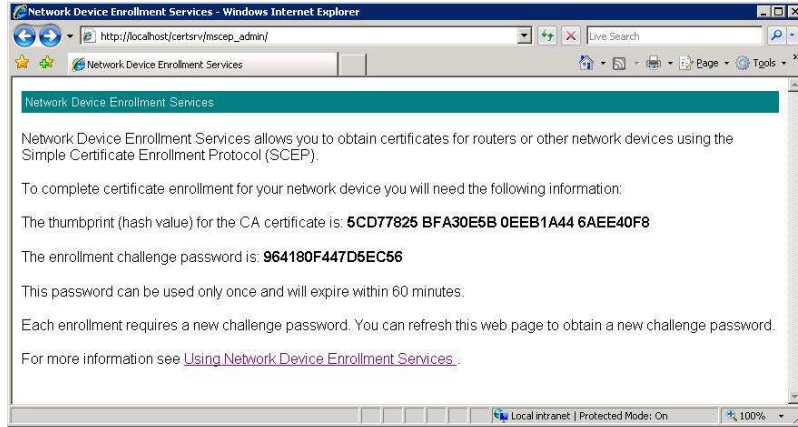 Network Device Enrollment Services - Windows Internet Explorer
http://localhost/certsrv/mscep_admin/
Live Search
Network Device Enrollment Services
Page
Tools
Network Device Enrollment Services
Network Device Enrollment Services allows you to obtain certificates for routers or other network devices using the
Simple Certificate Enrollment Protocol (SCEP).
To complete certificate enrollment for your network device you will need the following information:
The thumbprint (hash value) for the CA certificate is: 5CD77825 BFA30E5B 0EEB1A44 6AEE40F8
The enrollment challenge password is: 964180F447D5EC56
This password can be used only once and will expire within 60 minutes.
Each enrollment requires a new challenge password. You can refresh this web page to obtain a new challenge password.
For more information see Using Network Device Enrollment Services .
Local intranet | Protected Mode: On
100%